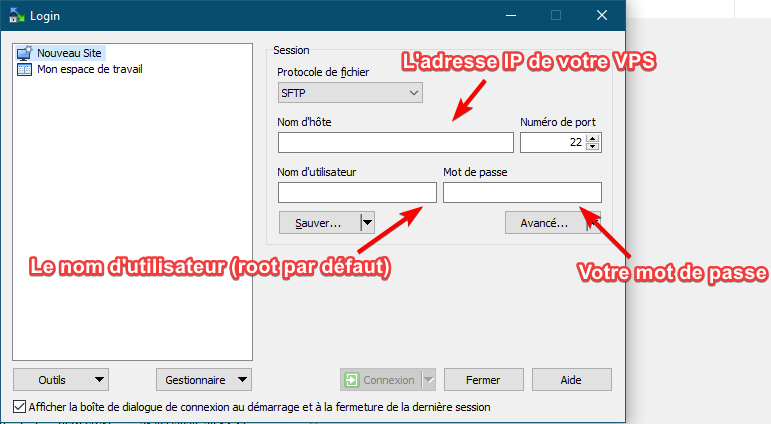 Login
Nouveau Site
Mon espace de travail
Session
Protocole de fichier
L'adresse IP de votre VPS
SFTP
Nom d'hôte
Numéro de port
22
Nom d'utilisateur
Mot de passe
Sauver...
Avancé...
Le nom d'utilisateur (root par défaut)
Votre mot de passe
Outils
Gestionnaire
Connexion
Fermer
Aide
Afficher la boîte de dialogue de connexion au démarrage et à la fermeture de la dernière session